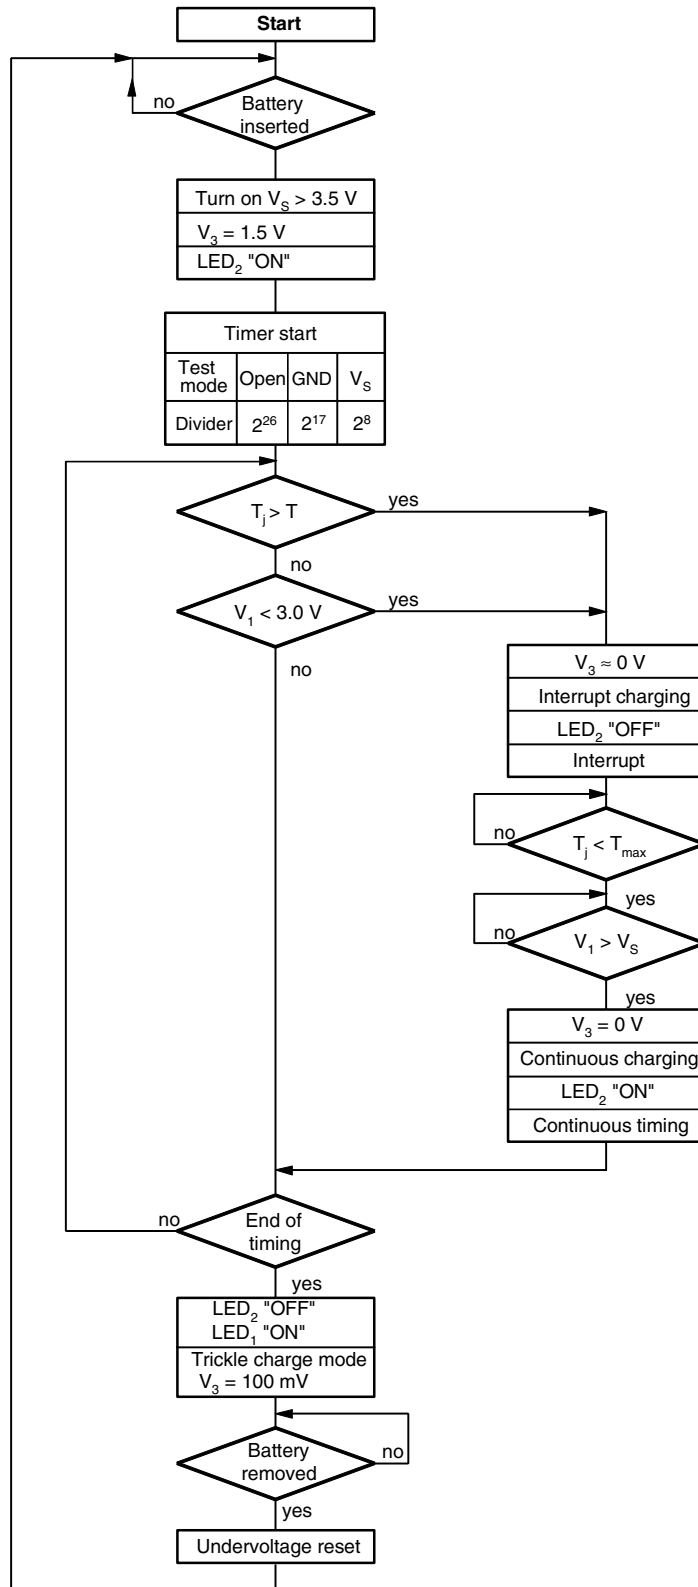 Start
no
Battery
inserted
Turn on V_S > 3.5 V
V_3 = 1.5 V
LED_2 "ON"
Timer start
Test mode Open GND V_S
Divider 2^26 2^17 2^8
T_j > T
yes
no
V_1 < 3.0 V
yes
no
V_3 ≈ 0 V
Interrupt charging
LED_2 "OFF"
Interrupt
no
T_j < T_max
yes
no
V_1 > V_S
yes
V_3 = 0 V
Continuous charging
LED_2 "ON"
Continuous timing
no
End of
timing
yes
LED_2 "OFF"
LED_1 "ON"
Trickle charge mode
V_3 = 100 mV
Battery
removed
no
yes
Undervoltage reset